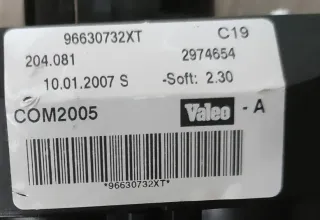 96630732XT C19
204.081 2974654
10.01.2007 S -Soft: 2.30
COM2005 Valeo - A
*96630732XT*